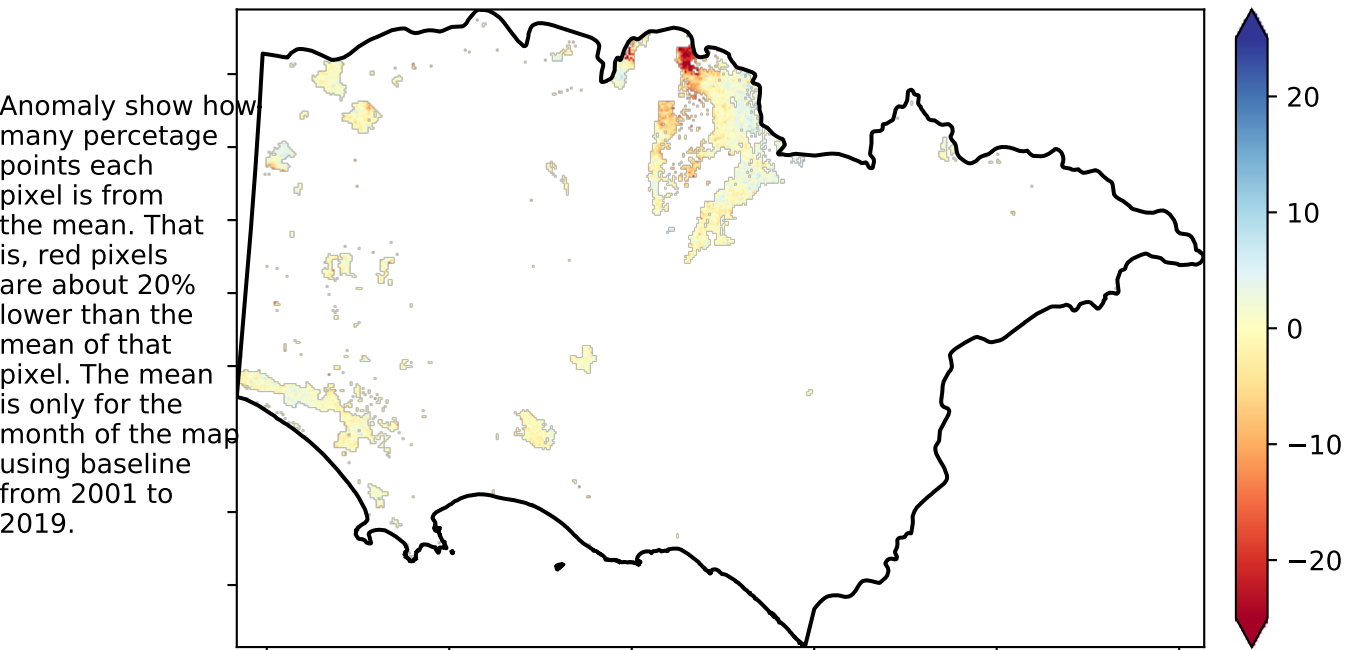 Anomaly show how
many percetage
points each
pixel is from
the mean. That
is, red pixels
are about 20%
lower than the
mean of that
pixel. The mean
is only for the
month of the map
using baseline
from 2001 to
2019.
20
10
0
−10
−20